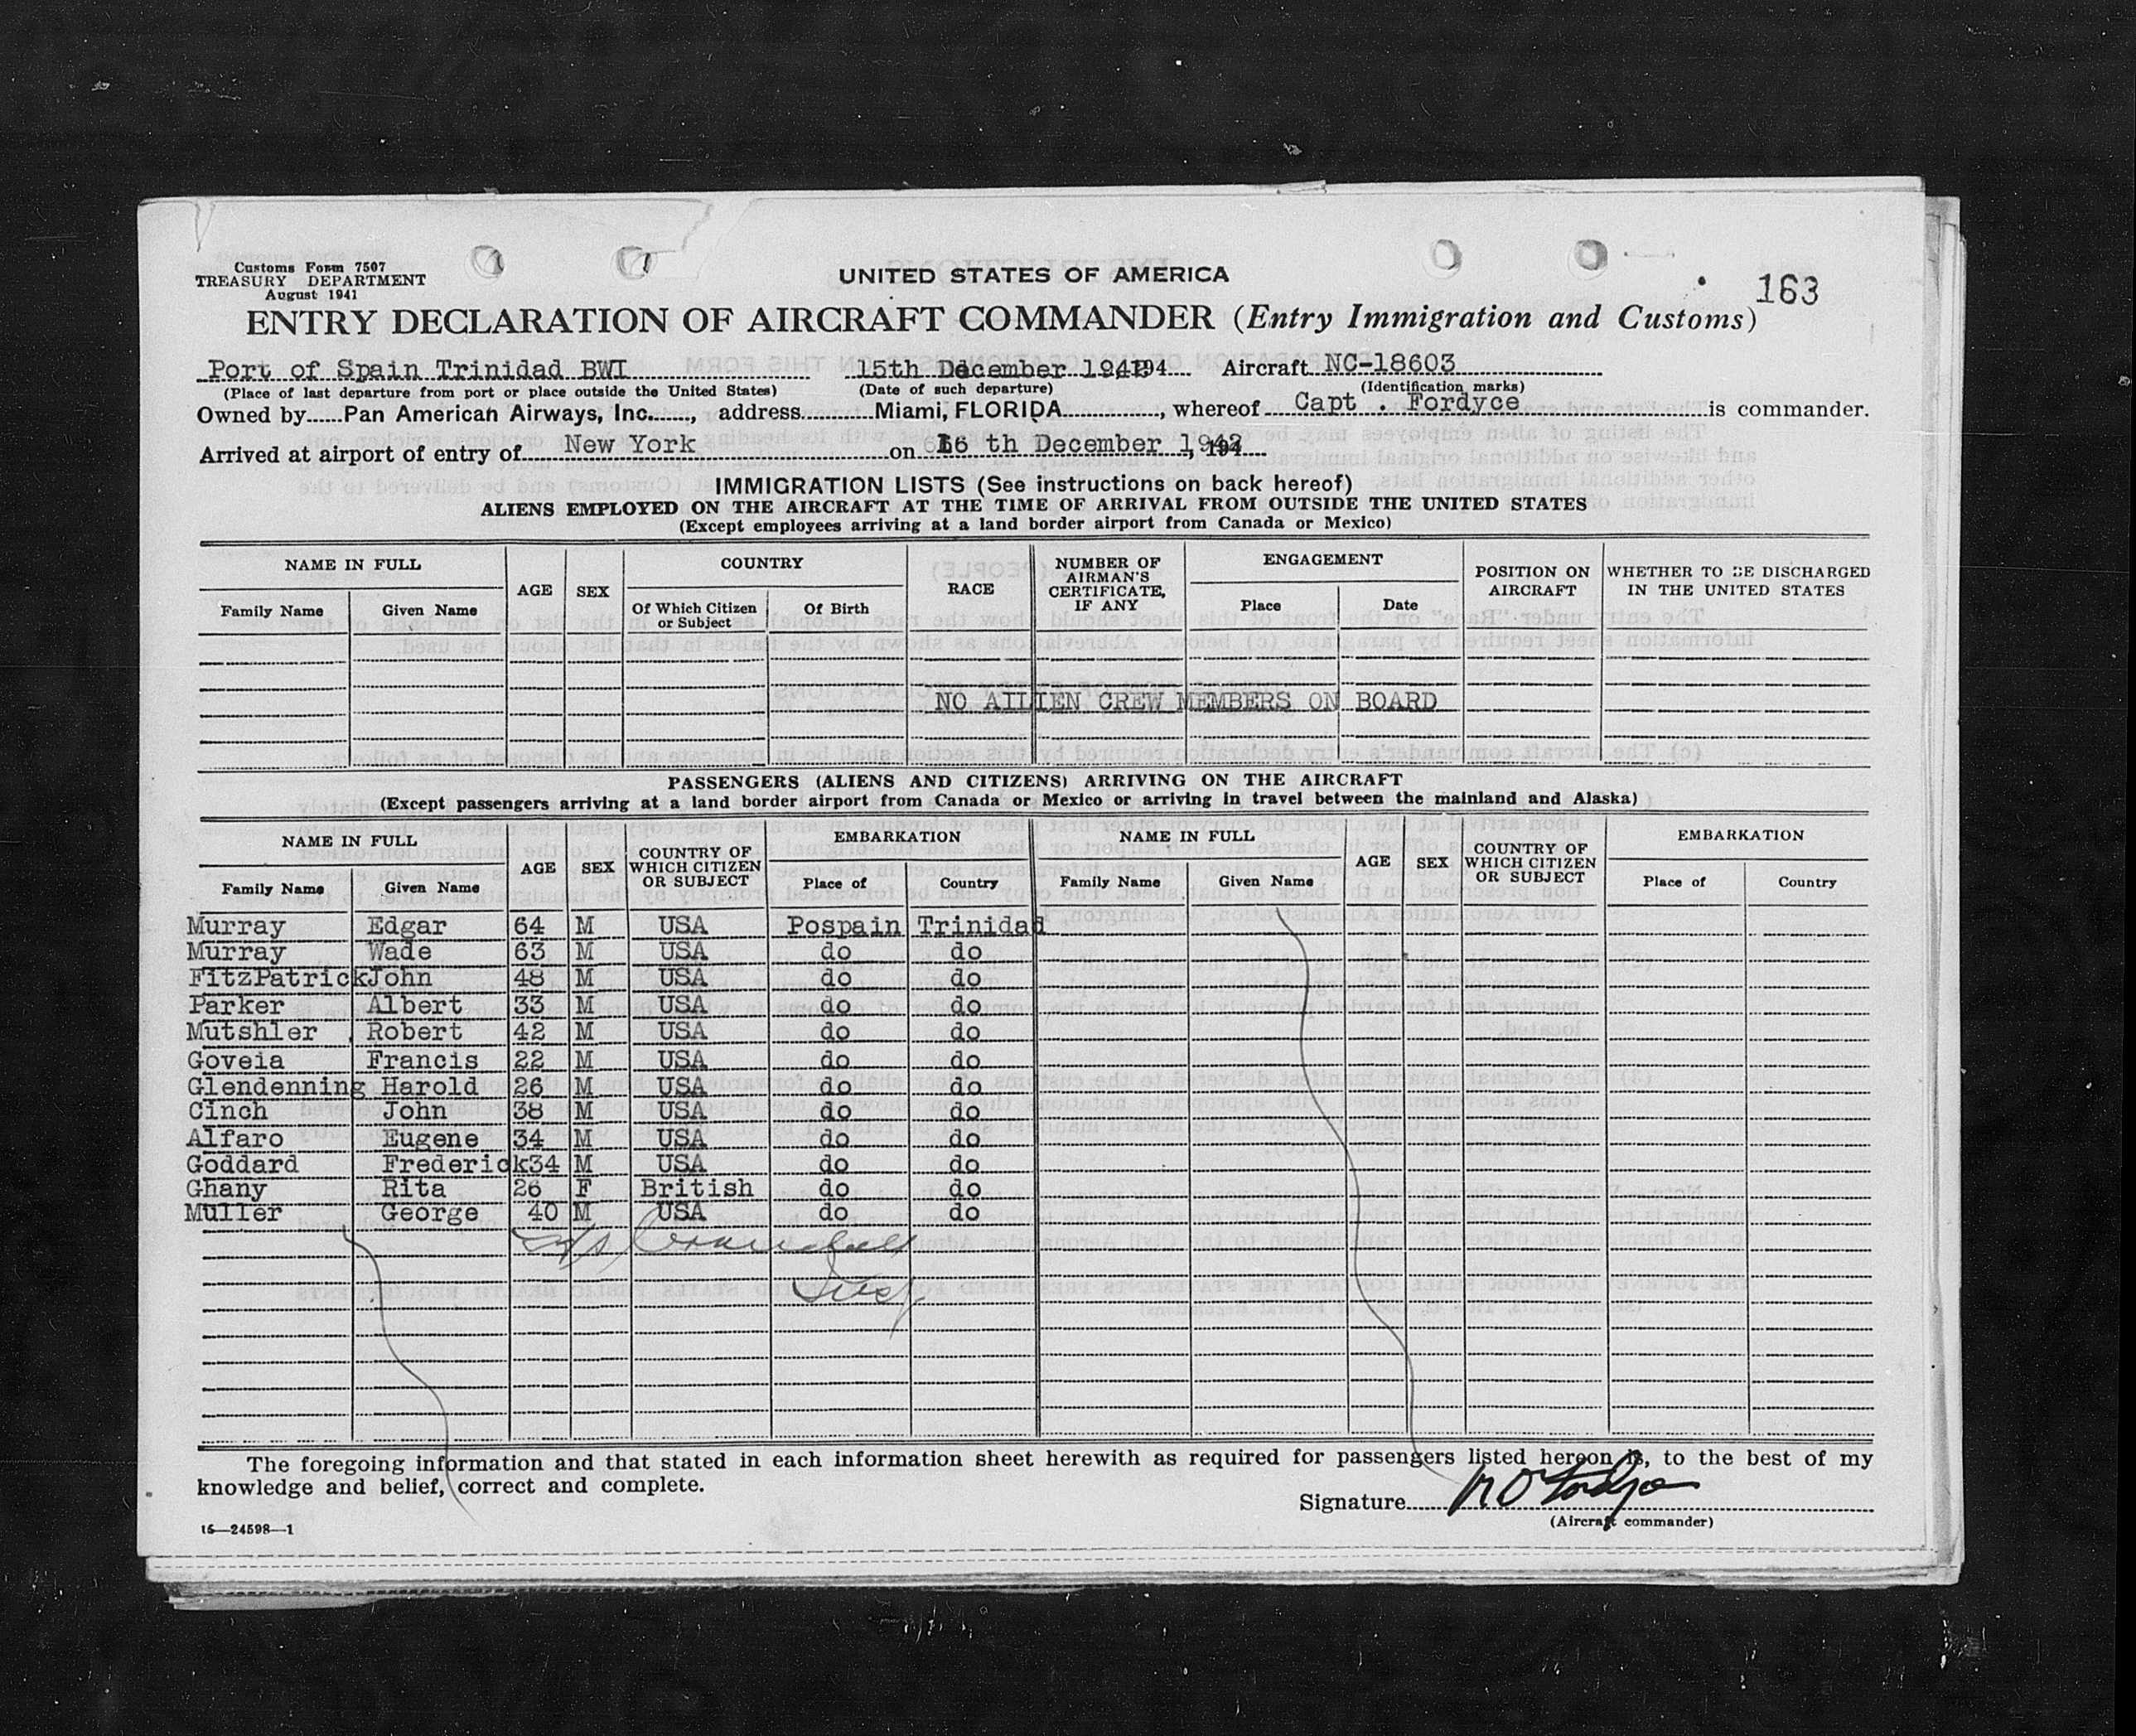 Customs Form 7507
TREASURY DEPARTMENT
August 1941
UNITED STATES OF AMERICA
163
ENTRY DECLARATION OF AIRCRAFT COMMANDER (Entry Immigration and Customs)
Port of Spain Trinidad BWI 15th December 194 Aircraft NC-18603
(Place of last departure from port or place outside the United States) (Date of such departure) (Identification marks)
Owned by Pan American Airways, Inc., address Miami, FLORIDA, whereof Capt . Fordyce is commander.
Arrived at airport of entry of New York on 16 th December 1942
IMMIGRATION LISTS (See instructions on back hereof)
ALIENS EMPLOYED ON THE AIRCRAFT AT THE TIME OF ARRIVAL FROM OUTSIDE THE UNITED STATES
(Except employees arriving at a land border airport from Canada or Mexico)
NAME IN FULL AGE SEX COUNTRY RACE NUMBER OF AIRMAN'S CERTIFICATE, IF ANY ENGAGEMENT POSITION ON AIRCRAFT WHETHER TO BE DISCHARGED IN THE UNITED STATES
Family Name Given Name Of Which Citizen or Subject Of Birth Place Date
NO AILIEN CREW MEMBERS ON BOARD
PASSENGERS (ALIENS AND CITIZENS) ARRIVING ON THE AIRCRAFT
(Except passengers arriving at a land border airport from Canada or Mexico or arriving in travel between the mainland and Alaska)
NAME IN FULL AGE SEX COUNTRY OF WHICH CITIZEN OR SUBJECT EMBARKATION NAME IN FULL AGE SEX COUNTRY OF WHICH CITIZEN OR SUBJECT EMBARKATION
Family Name Given Name Place of Country Family Name Given Name Place of Country
Murray Edgar 64 M USA Pospain Trinidad
Murray Wade 63 M USA do do
FitzPatrick John 48 M USA do do
Parker Albert 33 M USA do do
Mutshler Robert 42 M USA do do
Goveia Francis 22 M USA do do
Glendenning Harold 26 M USA do do
Cinch John 38 M USA do do
Alfaro Eugene 34 M USA do do
Goddard Frederick 34 M USA do do
Ghany Rita 26 F British do do
Muller George 40 M USA do do
The foregoing information and that stated in each information sheet herewith as required for passengers listed hereon is, to the best of my
knowledge and belief, correct and complete.
Signature
(Aircraft commander)
16—24598—1